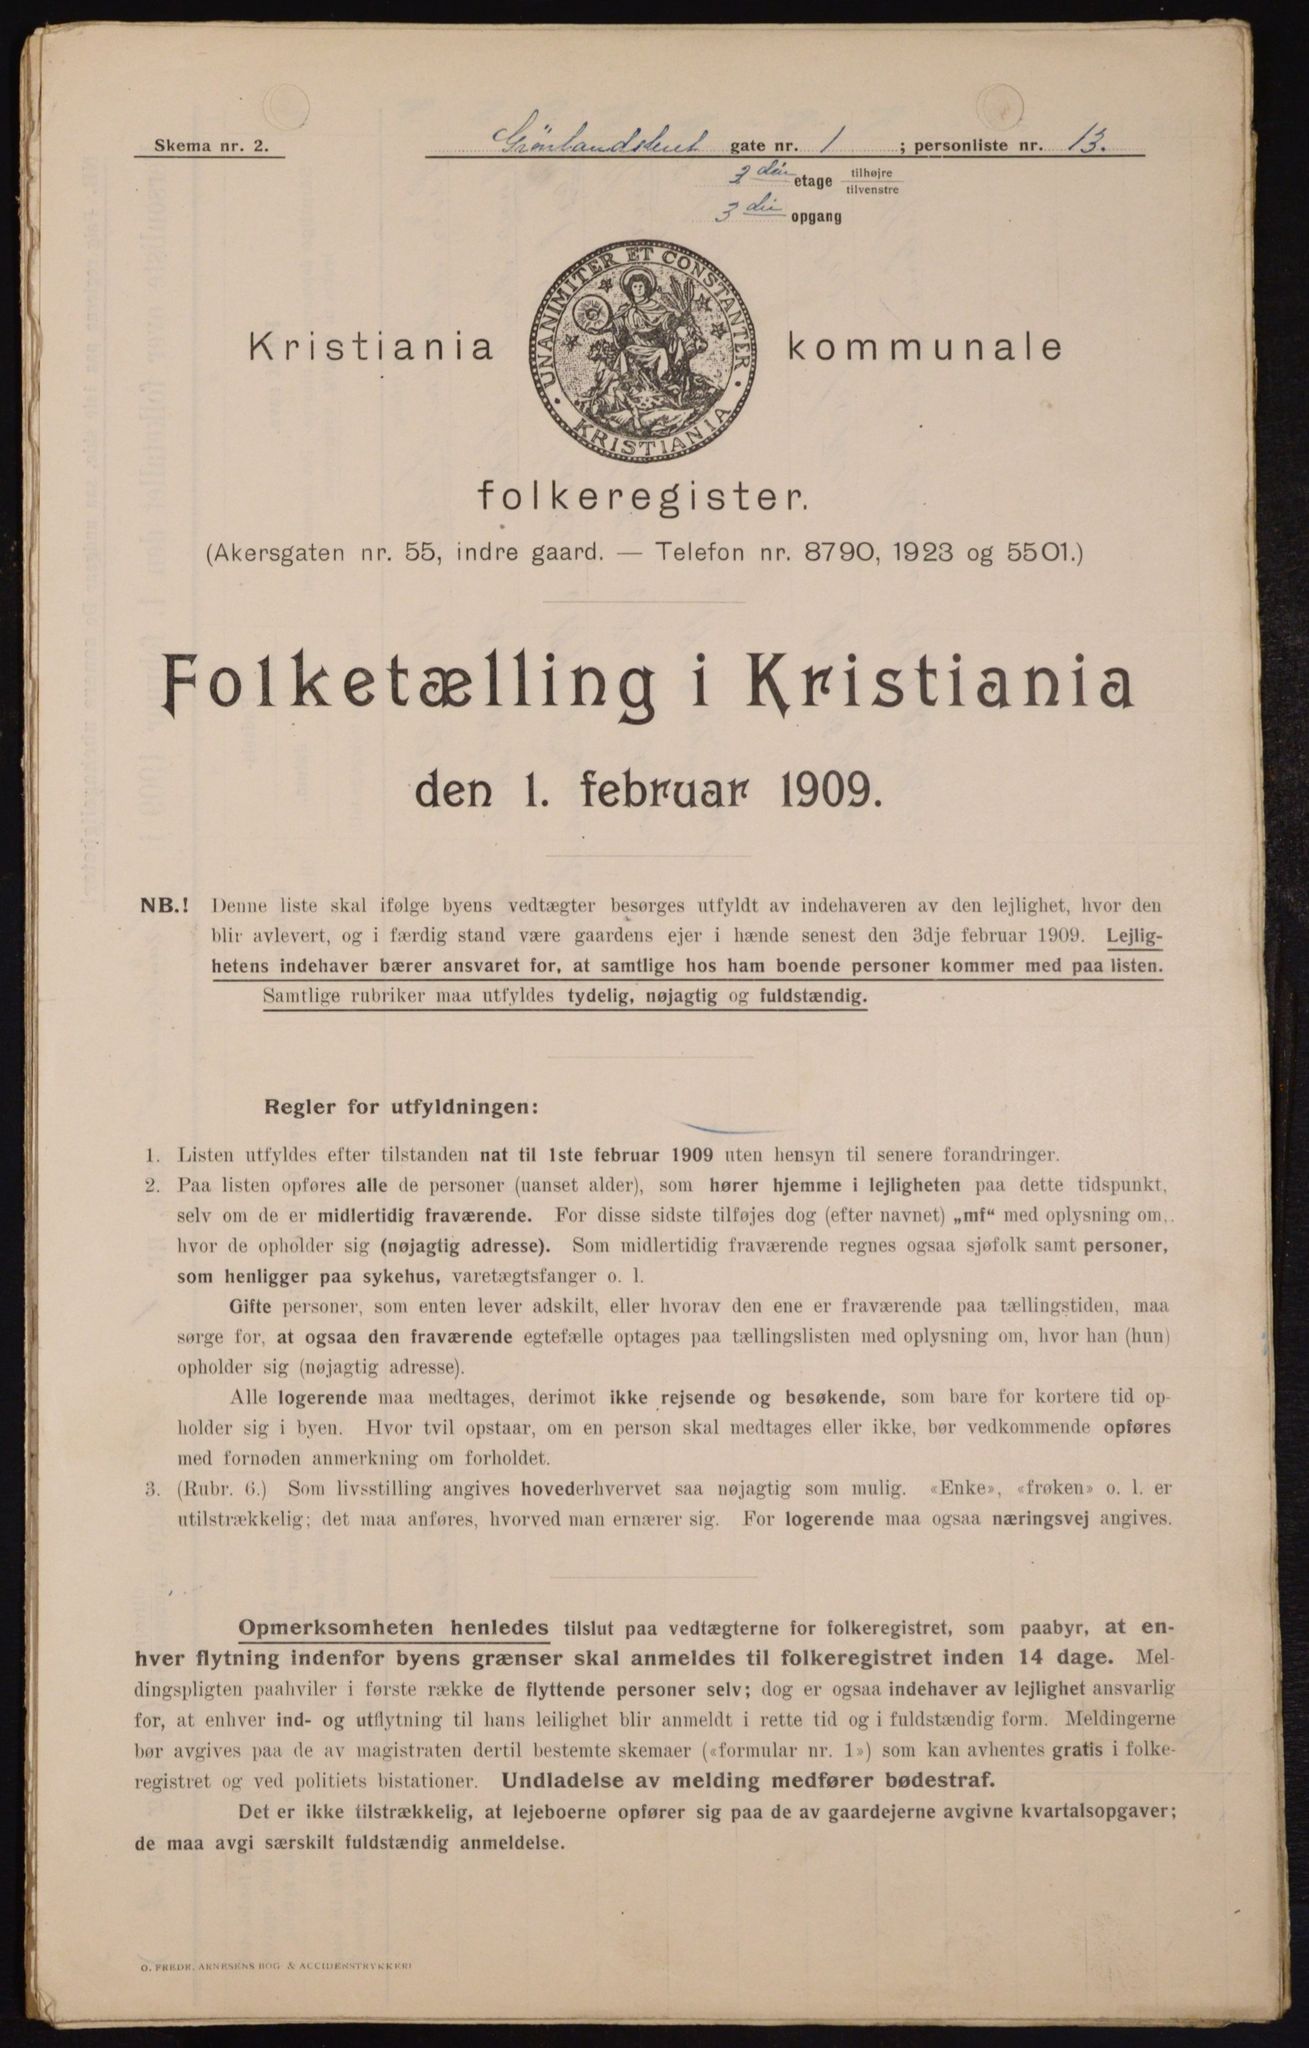 Skema nr. 2.
Grönlandsleret gate nr. 1 ; personliste nr. 13.
3 die etage tilhøjre
tilvenstre
3 die opgang
UNANIMITER ET CONSTANTER
KRISTIANIA
Kristiania kommunale
folkeregister.
(Akersgaten nr. 55, indre gaard. — Telefon nr. 8790, 1923 og 5501.)
Folketælling i Kristiania
den 1. februar 1909.
NB.! Denne liste skal ifølge byens vedtægter besørges utfyldt av indehaveren av den lejlighet, hvor den
blir avlevert, og i færdig stand være gaardens ejer i hænde senest den 3dje februar 1909. Lejlig-
hetens indehaver bærer ansvaret for, at samtlige hos ham boende personer kommer med paa listen.
Samtlige rubriker maa utfyldes tydelig, nøjagtig og fuldstændig.
Regler for utfyldningen:
1. Listen utfyldes efter tilstanden nat til 1ste februar 1909 uten hensyn til senere forandringer.
2. Paa listen opføres alle de personer (uanset alder), som hører hjemme i lejligheten paa dette tidspunkt,
selv om de er midlertidig fraværende. For disse sidste tilføjes dog (efter navnet) „mf“ med oplysning om,
hvor de opholder sig (nøjagtig adresse). Som midlertidig fraværende regnes ogsaa sjøfolk samt personer,
som henligger paa sykehus, varetægtsfanger o. l.
Gifte personer, som enten lever adskilt, eller hvorav den ene er fraværende paa tællingstiden, maa
sørge for, at ogsaa den fraværende egtefælle optages paa tællingslisten med oplysning om, hvor han (hun)
opholder sig (nøjagtig adresse).
Alle logerende maa medtages, derimot ikke rejsende og besøkende, som bare for kortere tid op-
holder sig i byen. Hvor tvil opstaar, om en person skal medtages eller ikke, bør vedkommende opføres
med fornøden anmerkning om forholdet.
3. (Rubr. 6.) Som livsstilling angives hovederhvervet saa nøjagtig som mulig. «Enke», «frøken» o. l. er
utilstrækkelig; det maa anføres, hvorved man ernærer sig. For logerende maa ogsaa næringsvej angives.
Opmerksomheten henledes tilslut paa vedtægterne for folkeregistret, som paabyr, at en-
hver flytning indenfor byens grænser skal anmeldes til folkeregistret inden 14 dage. Mel-
dingspligten paahviler i første række de flyttende personer selv; dog er ogsaa indehaver av lejlighet ansvarlig
for, at enhver ind- og utflytning til hans leilighet blir anmeldt i rette tid og i fuldstændig form. Meldingerne
bør avgives paa de av magistraten dertil bestemte skemaer («formular nr. 1») som kan avhentes gratis i folke-
registret og ved politiets bistationer. Undladelse av melding medfører bødestraf.
Det er ikke tilstrækkelig, at lejeboerne opfører sig paa de av gaardejerne avgivne kvartalsopgaver;
de maa avgi særskilt fuldstændig anmeldelse.
O. FREDR. ARNESENS BOG & ACCIDENSTRYKKERI